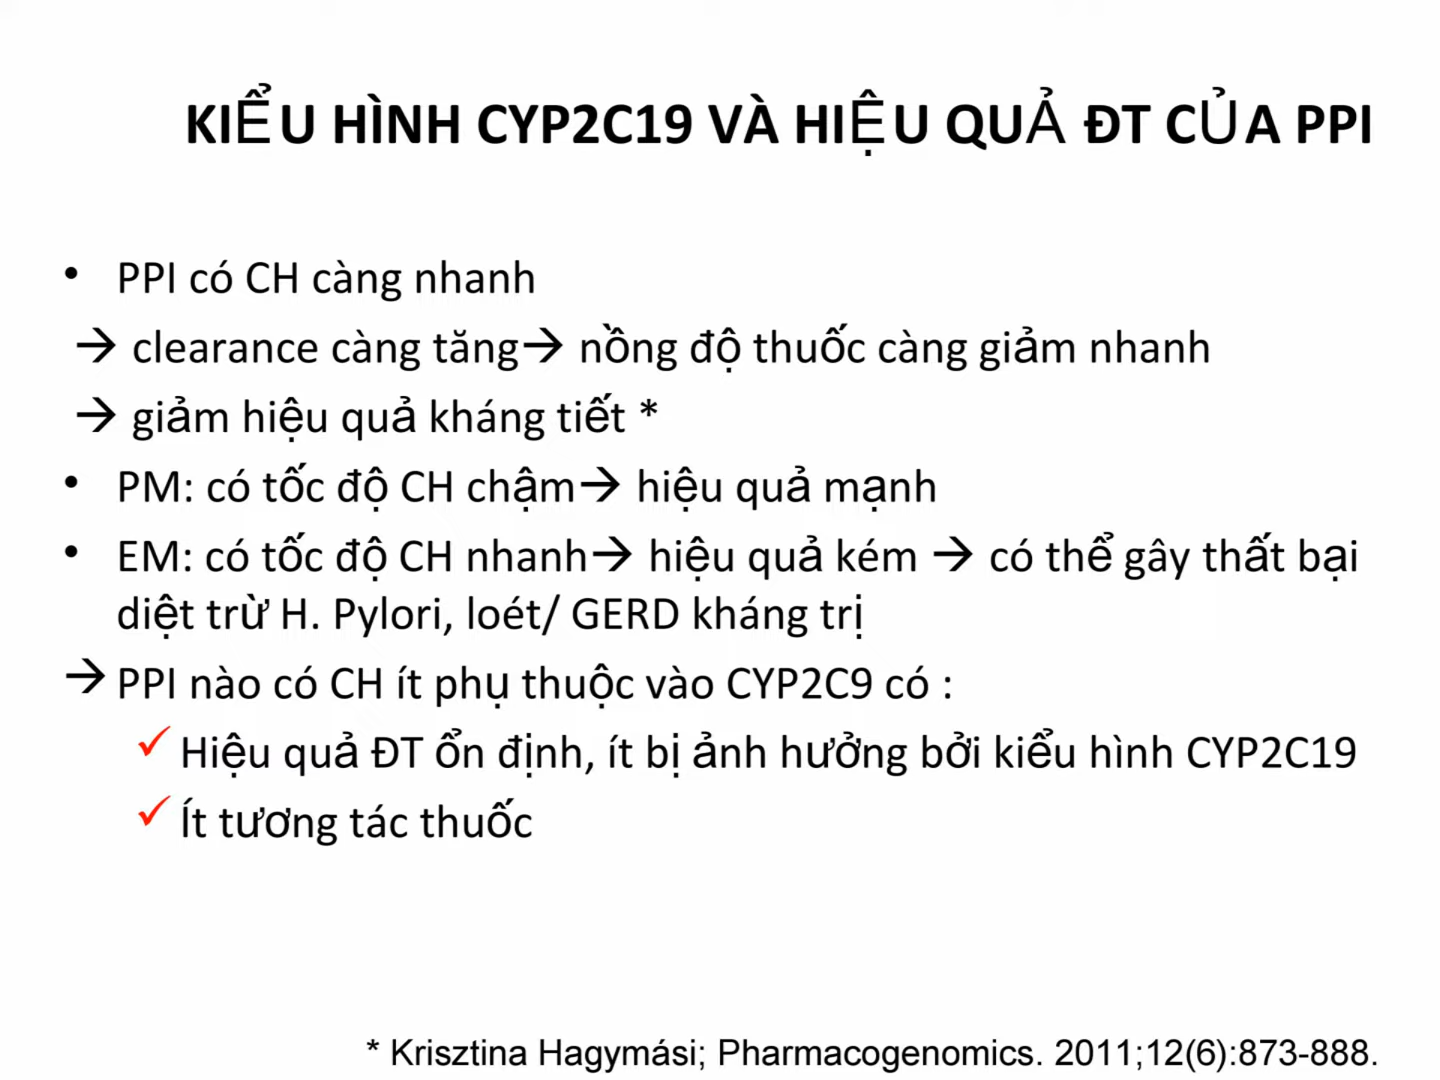 KIỂU HÌNH CYP2C19 VÀ HIỆU QUẢ ĐT CỦA PPI
• PPI có CH càng nhanh
→ clearance càng tăng→ nồng độ thuốc càng giảm nhanh
→ giảm hiệu quả kháng tiết *
• PM: có tốc độ CH chậm→ hiệu quả mạnh
• EM: có tốc độ CH nhanh→ hiệu quả kém → có thể gây thất bại
diệt trừ H. Pylori, loét/ GERD kháng trị
→ PPI nào có CH ít phụ thuộc vào CYP2C9 có :
✓ Hiệu quả ĐT ổn định, ít bị ảnh hưởng bởi kiểu hình CYP2C19
✓ Ít tương tác thuốc
* Krisztina Hagymási; Pharmacogenomics. 2011;12(6):873-888.